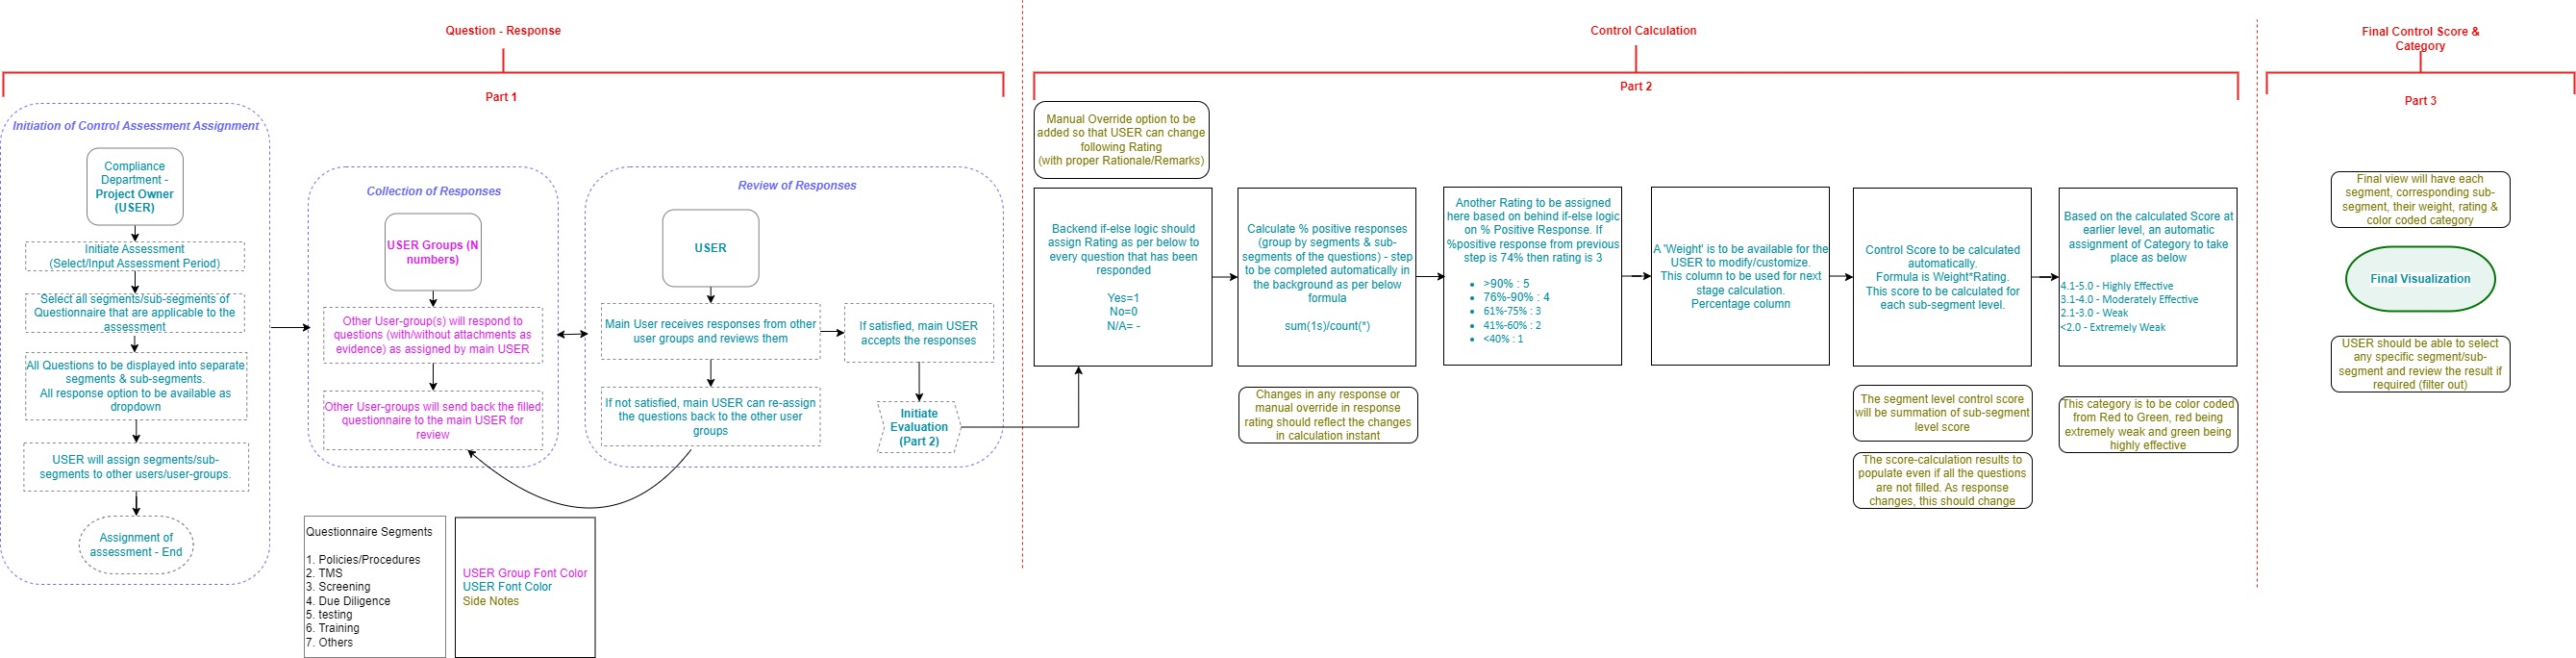 Question - Response
Part 1
Initiation of Control Assessment Assignment
Compliance
Department -
Project Owner
(USER)
Initiate Assessment
(Select/Input Assessment Period)
Select all segments/sub-segments of
Questionnaire that are applicable to the
assessment
All Questions to be displayed into separate
segments & sub-segments.
All response option to be available as
dropdown
USER will assign segments/sub-
segments to other users/user-groups.
Assignment of
assessment - End
Collection of Responses
USER Groups (N
numbers)
Other User-group(s) will respond to
questions (with/without attachments as
evidence) as assigned by main USER
Other User-groups will send back the filled
questionnaire to the main USER for
review
Review of Responses
USER
Main User receives responses from other
user groups and reviews them
If not satisfied, main USER can re-assign
the questions back to the other user
groups
If satisfied, main USER
accepts the responses
Initiate
Evaluation
(Part 2)
Questionnaire Segments
1. Policies/Procedures
2. TMS
3. Screening
4. Due Diligence
5. testing
6. Training
7. Others
USER Group Font Color
USER Font Color
Side Notes
Control Calculation
Part 2
Manual Override option to be
added so that USER can change
following Rating
(with proper Rationale/Remarks)
Backend if-else logic should
assign Rating as per below to
every question that has been
responded
Yes=1
No=0
N/A= -
Calculate % positive responses
(group by segments & sub-
segments of the questions) - step
to be completed automatically in
the background as per below
formula
sum(1s)/count(*)
Changes in any response or
manual override in response
rating should reflect the changes
in calculation instant
Another Rating to be assigned
here based on behind if-else logic
on % Positive Response. If
%positive response from previous
step is 74% then rating is 3
• >90% : 5
• 76%-90% : 4
• 61%-75% : 3
• 41%-60% : 2
• <40% : 1
A 'Weight' is to be available for the
USER to modify/customize.
This column to be used for next
stage calculation.
Percentage column
Control Score to be calculated
automatically.
Formula is Weight*Rating.
This score to be calculated for
each sub-segment level.
The segment level control score
will be summation of sub-segment
level score
The score-calculation results to
populate even if all the questions
are not filled. As response
changes, this should change
Based on the calculated Score at
earlier level, an automatic
assignment of Category to take
place as below
4.1-5.0 - Highly Effective
3.1-4.0 - Moderately Effective
2.1-3.0 - Weak
<2.0 - Extremely Weak
This category is to be color coded
from Red to Green, red being
extremely weak and green being
highly effective
Final Control Score &
Category
Part 3
Final view will have each
segment, corresponding sub-
segment, their weight, rating &
color coded category
Final Visualization
USER should be able to select
any specific segment/sub-
segment and review the result if
required (filter out)